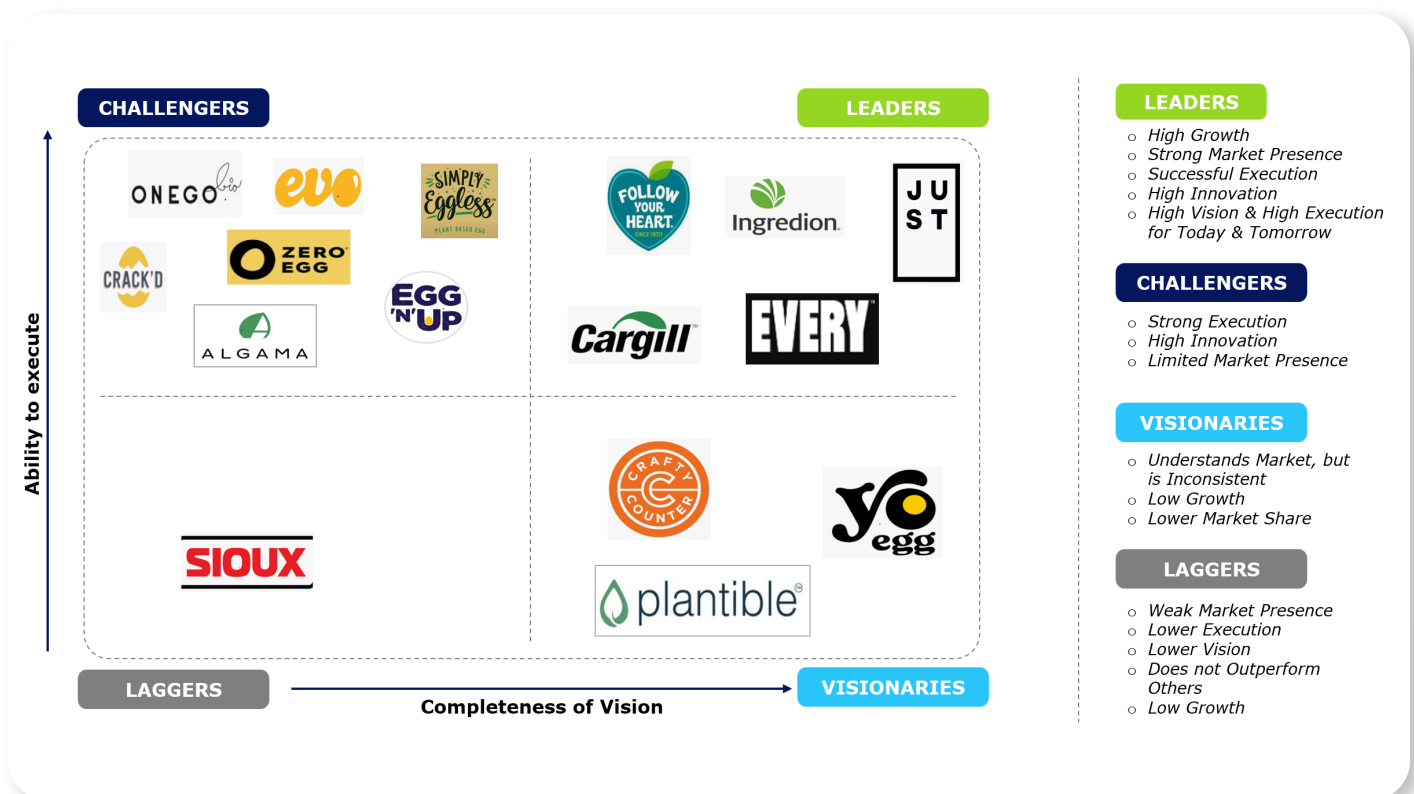 CHALLENGERS
LEADERS
ONEGO bio
evo
SIMPLY
Eggless
PLANT BASED EGG
CRACK'D
ZERO
EGG
EGG
'N'UP
ALGAMA
FOLLOW
YOUR
HEART.
SINCE 1970
Ingredion.
JU
ST
Cargill™
EVERY
Ability to execute
SIOUX
CRAFTY
C
COUNTER
yo
egg
plantible™
LAGGERS
Completeness of Vision
VISIONARIES
LEADERS
o High Growth
o Strong Market Presence
o Successful Execution
o High Innovation
o High Vision & High Execution
for Today & Tomorrow
CHALLENGERS
o Strong Execution
o High Innovation
o Limited Market Presence
VISIONARIES
o Understands Market, but
is Inconsistent
o Low Growth
o Lower Market Share
LAGGERS
o Weak Market Presence
o Lower Execution
o Lower Vision
o Does not Outperform
Others
o Low Growth